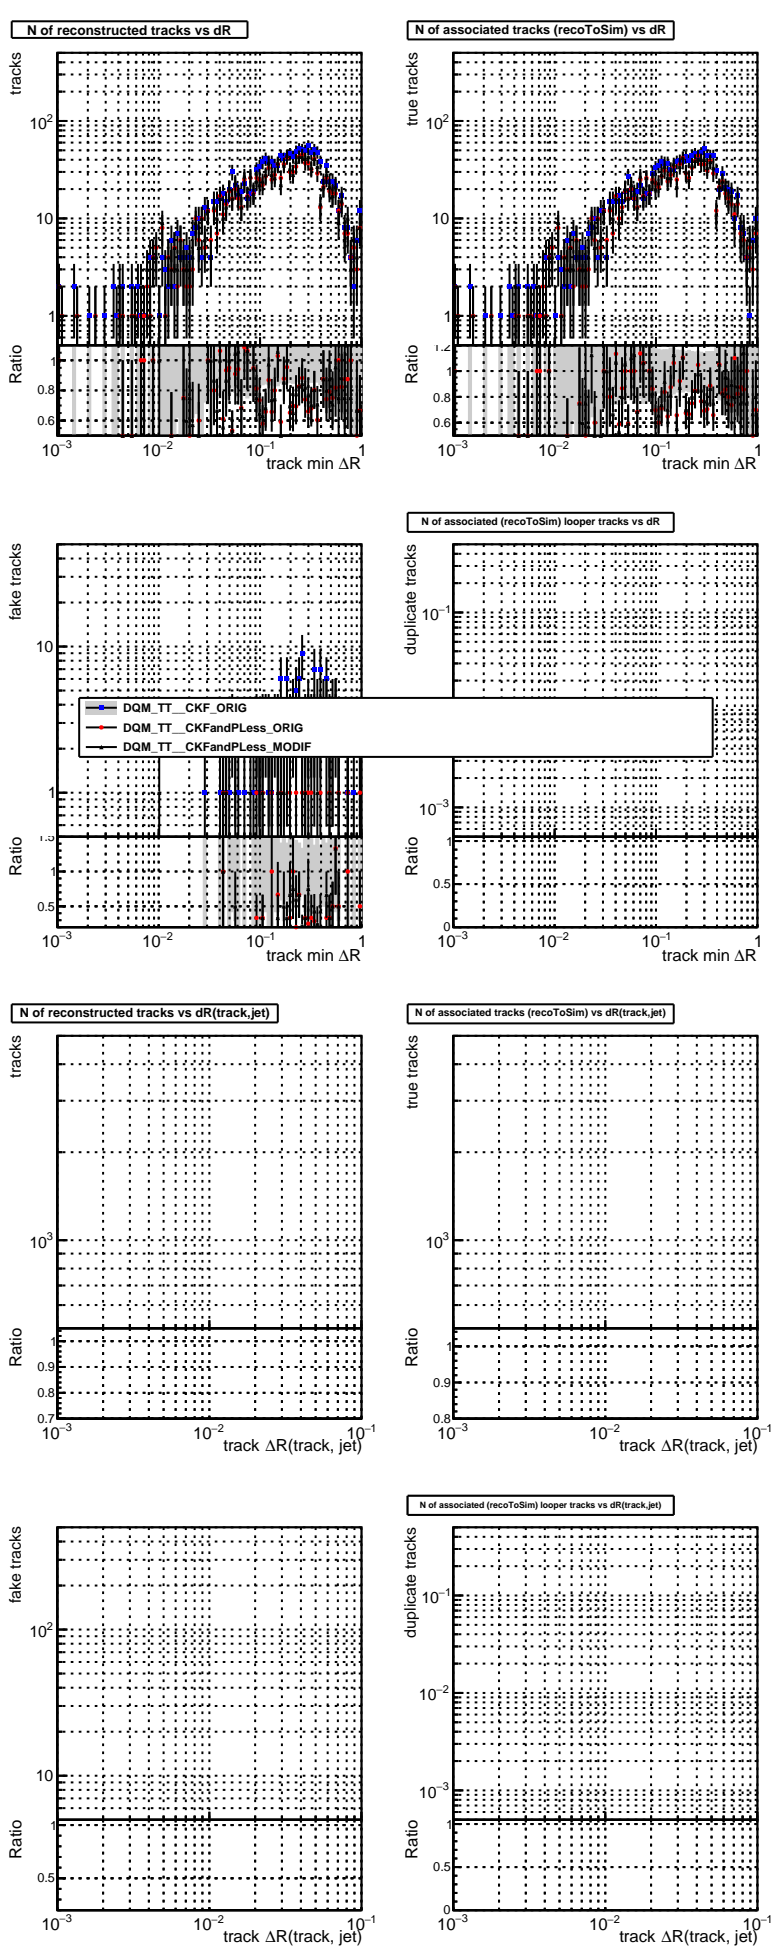 N of reconstructed tracks vs dR
tracks
10²
10
1
Ratio
1
0.8
0.6
10⁻³
10⁻²
10⁻¹
1
track min ΔR
N of associated tracks (recoToSim) vs dR
true tracks
10²
10
1
Ratio
1.2
1
0.8
0.6
10⁻³
10⁻²
10⁻¹
1
track min ΔR
fake tracks
10
1
Ratio
1.5
1
0.5
10⁻³
10⁻²
10⁻¹
1
track min ΔR
N of associated (recoToSim) looper tracks vs dR
duplicate tracks
10⁻¹
10⁻³
Ratio
1
0.5
0
10⁻³
10⁻²
10⁻¹
1
track min ΔR
DQM_TT__CKF_ORIG
DQM_TT__CKFandPLess_ORIG
DQM_TT__CKFandPLess_MODIF
N of reconstructed tracks vs dR(track,jet)
tracks
10³
Ratio
1
0.9
0.8
0.7
10⁻³
10⁻²
10⁻¹
track ΔR(track, jet)
N of associated tracks (recoToSim) vs dR(track,jet)
true tracks
10³
Ratio
1
0.9
0.8
10⁻³
10⁻²
10⁻¹
track ΔR(track, jet)
fake tracks
10²
10
Ratio
1
0.5
10⁻³
10⁻²
10⁻¹
track ΔR(track, jet)
N of associated (recoToSim) looper tracks vs dR(track,jet)
duplicate tracks
10⁻¹
10⁻²
10⁻³
Ratio
1
0.5
0
10⁻³
10⁻²
10⁻¹
track ΔR(track, jet)